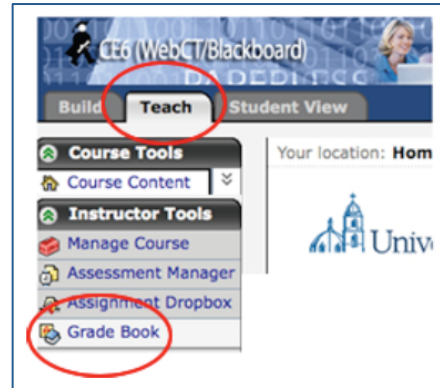 CE6 (WebCT/Blackboard)
PAPERLESS
Build Teach Student View
Course Tools
Your location: Hom
Course Content
Instructor Tools
Manage Course
Univ
Assessment Manager
Assignment Dropbox
Grade Book